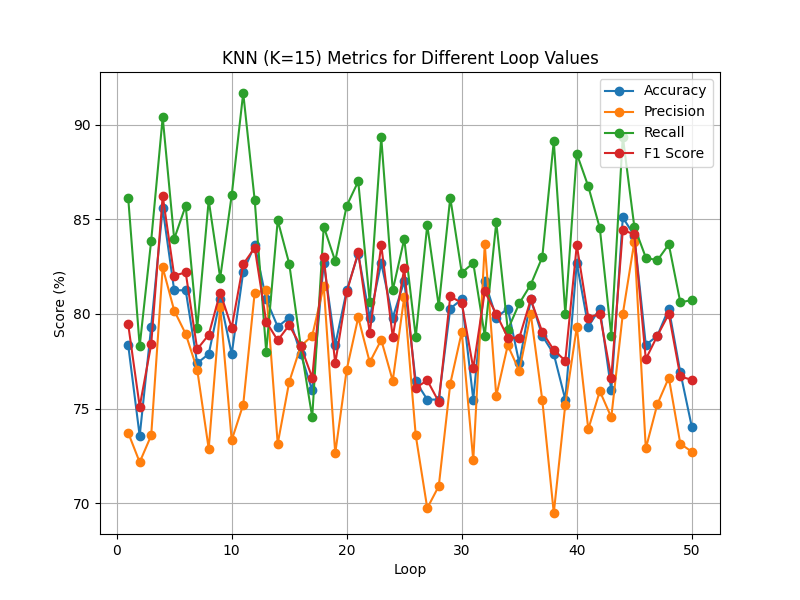 KNN (K=15) Metrics for Different Loop Values
Accuracy
Precision
Recall
F1 Score
90
85
80
75
70
Score (%)
0 10 20 30 40 50
Loop